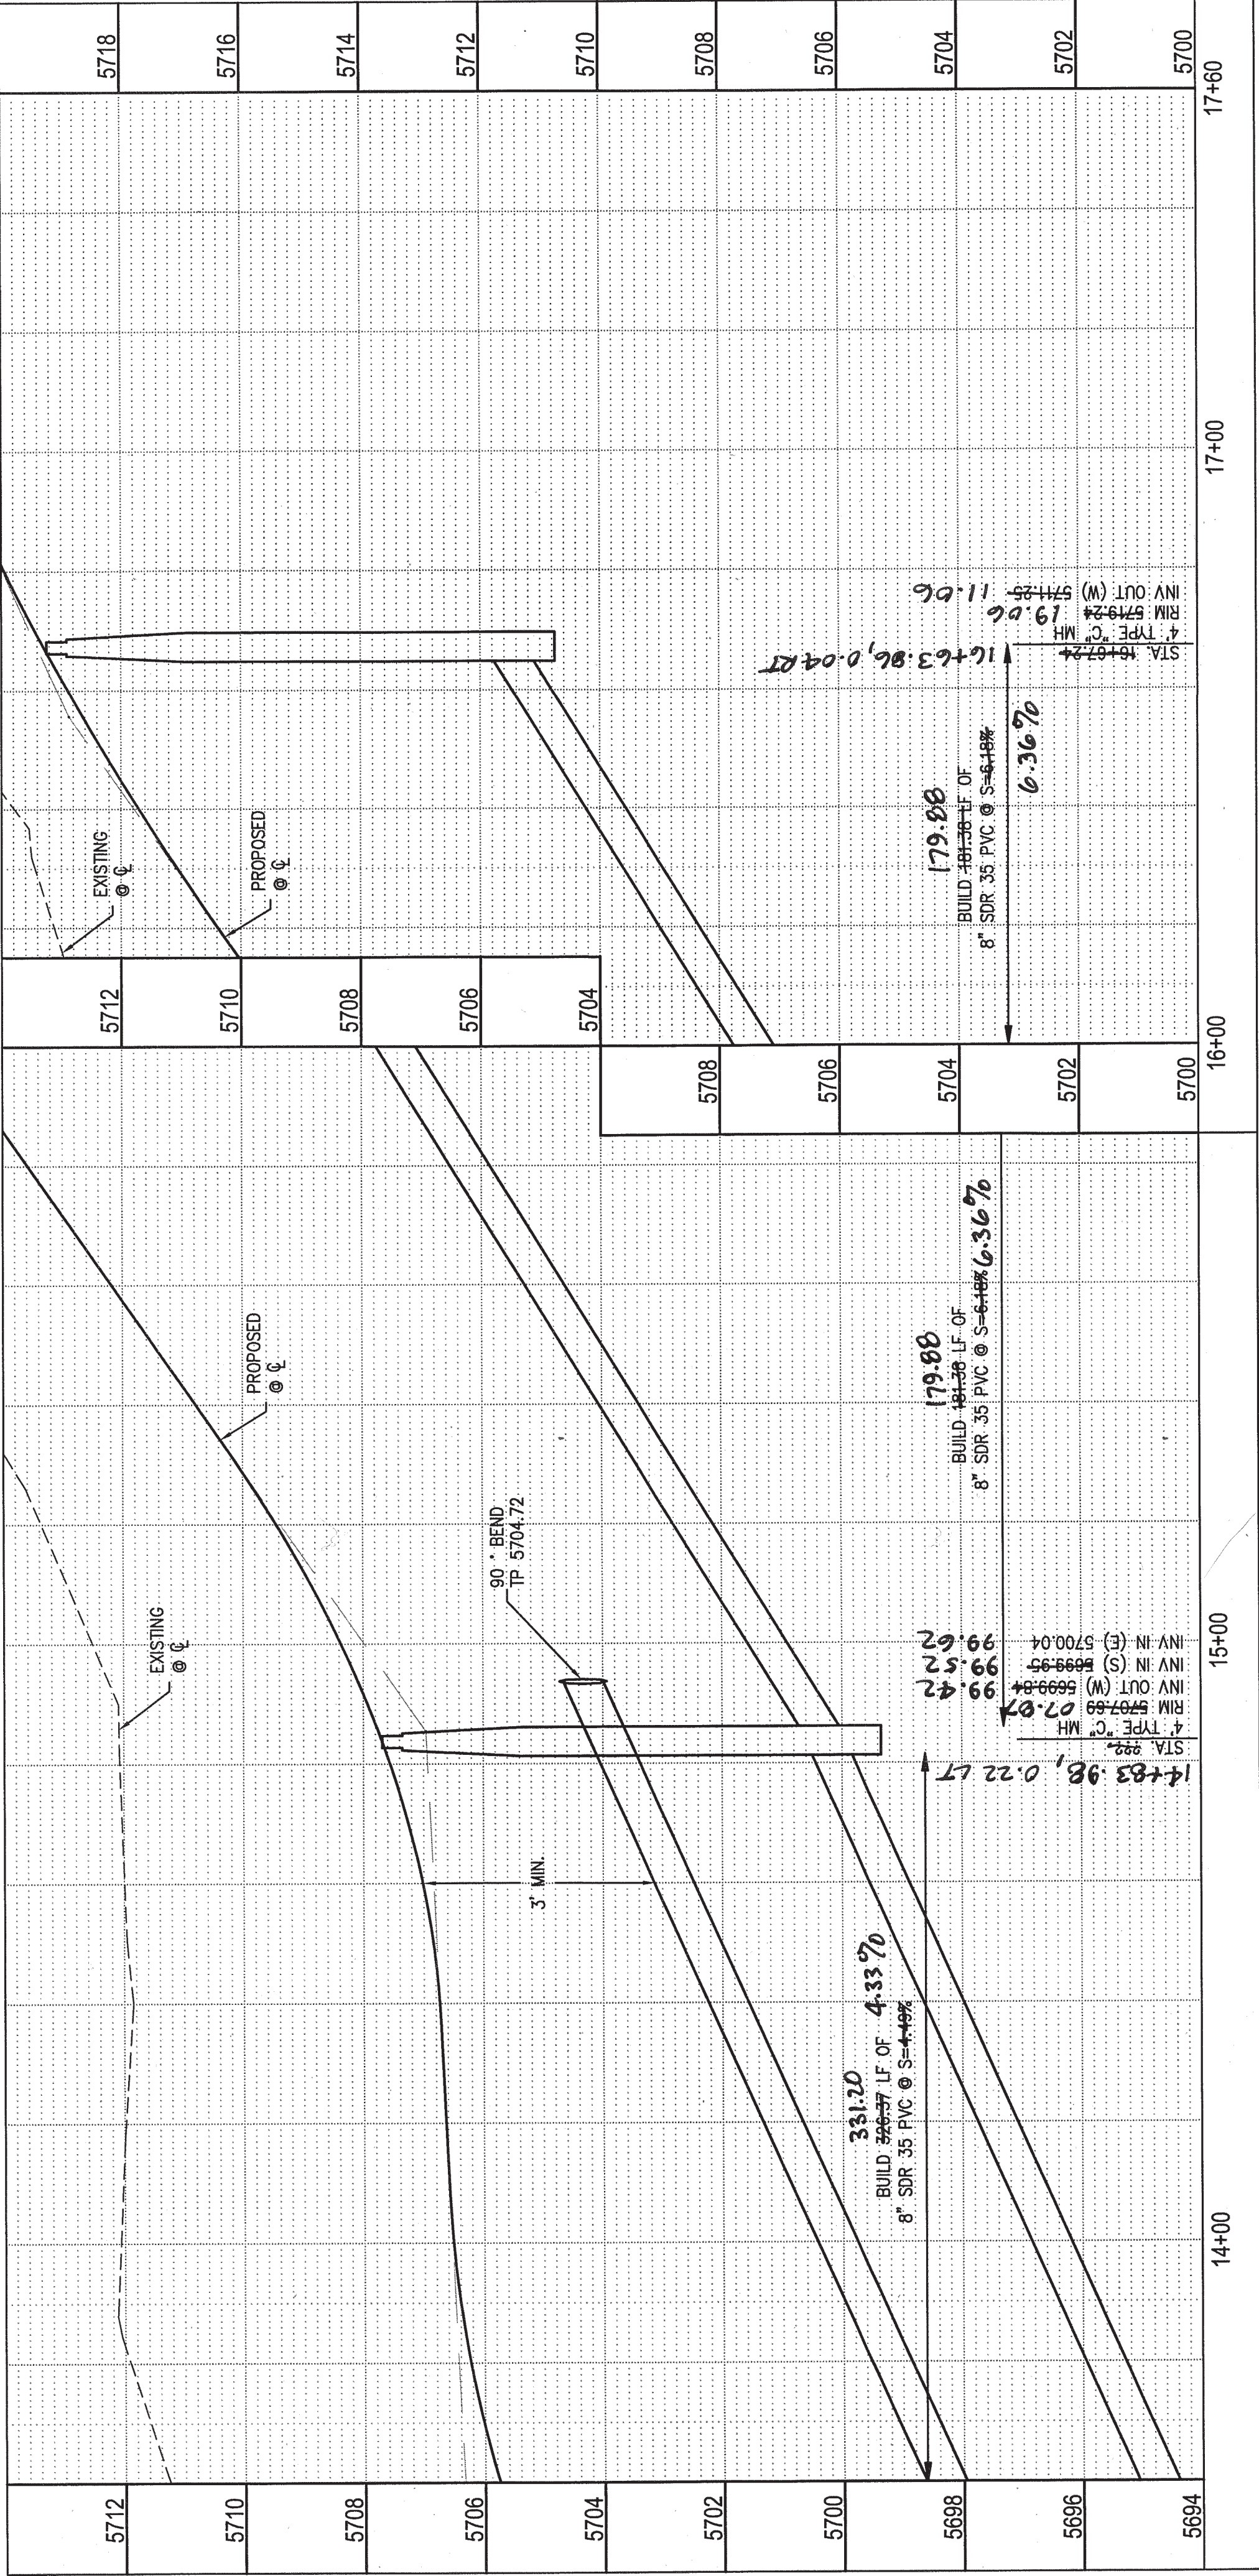 5712
5710
5708
5706
5704
5702
5700
5698
5696
5694
EXISTING
@ ℄
PROPOSED
@ ℄
90° BEND
TP 5704.72
3' MIN.
331.20
BUILD 326.37 LF OF 4.33%
8" SDR 35 PVC @ S=4.49%
14+83.98, 0.22 LT
STA. ???
4' TYPE "C" MH
RIM 5707.69 07.87
INV OUT (W) 5699.84 99.42
INV IN (S) 5699.95 99.52
INV IN (E) 5700.04 99.62
179.88
BUILD 181.38 LF OF
8" SDR 35 PVC @ S=6.18% 6.36%
14+00
15+00
5712
5710
5708
5706
5704
5708
5706
5704
5702
5700
16+00
EXISTING
@ ℄
PROPOSED
@ ℄
179.88
BUILD 181.38 LF OF
8" SDR 35 PVC @ S=6.18%
6.36%
STA. 16+67.24 16+63.86, 0.04 RT
4' TYPE "C" MH
RIM 5719.24 19.06
INV OUT (W) 5711.25 11.06
17+00
17+60
5718
5716
5714
5712
5710
5708
5706
5704
5702
5700